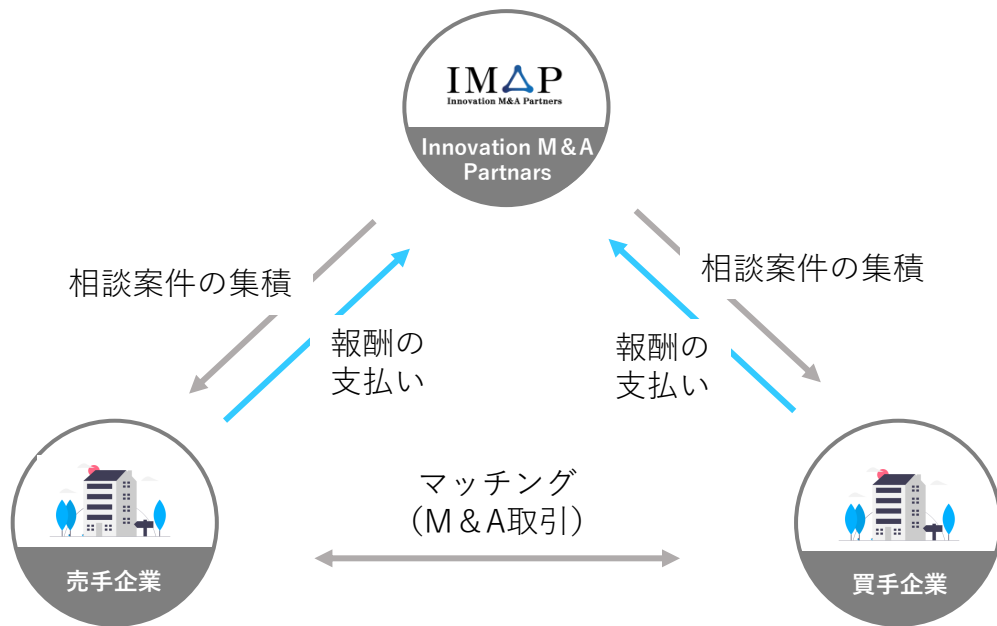 IMAP
Innovation M&A Partners
Innovation M&A
Partnars
相談案件の集積
相談案件の集積
報酬の
支払い
報酬の
支払い
マッチング
(M&A取引)
売手企業
買手企業